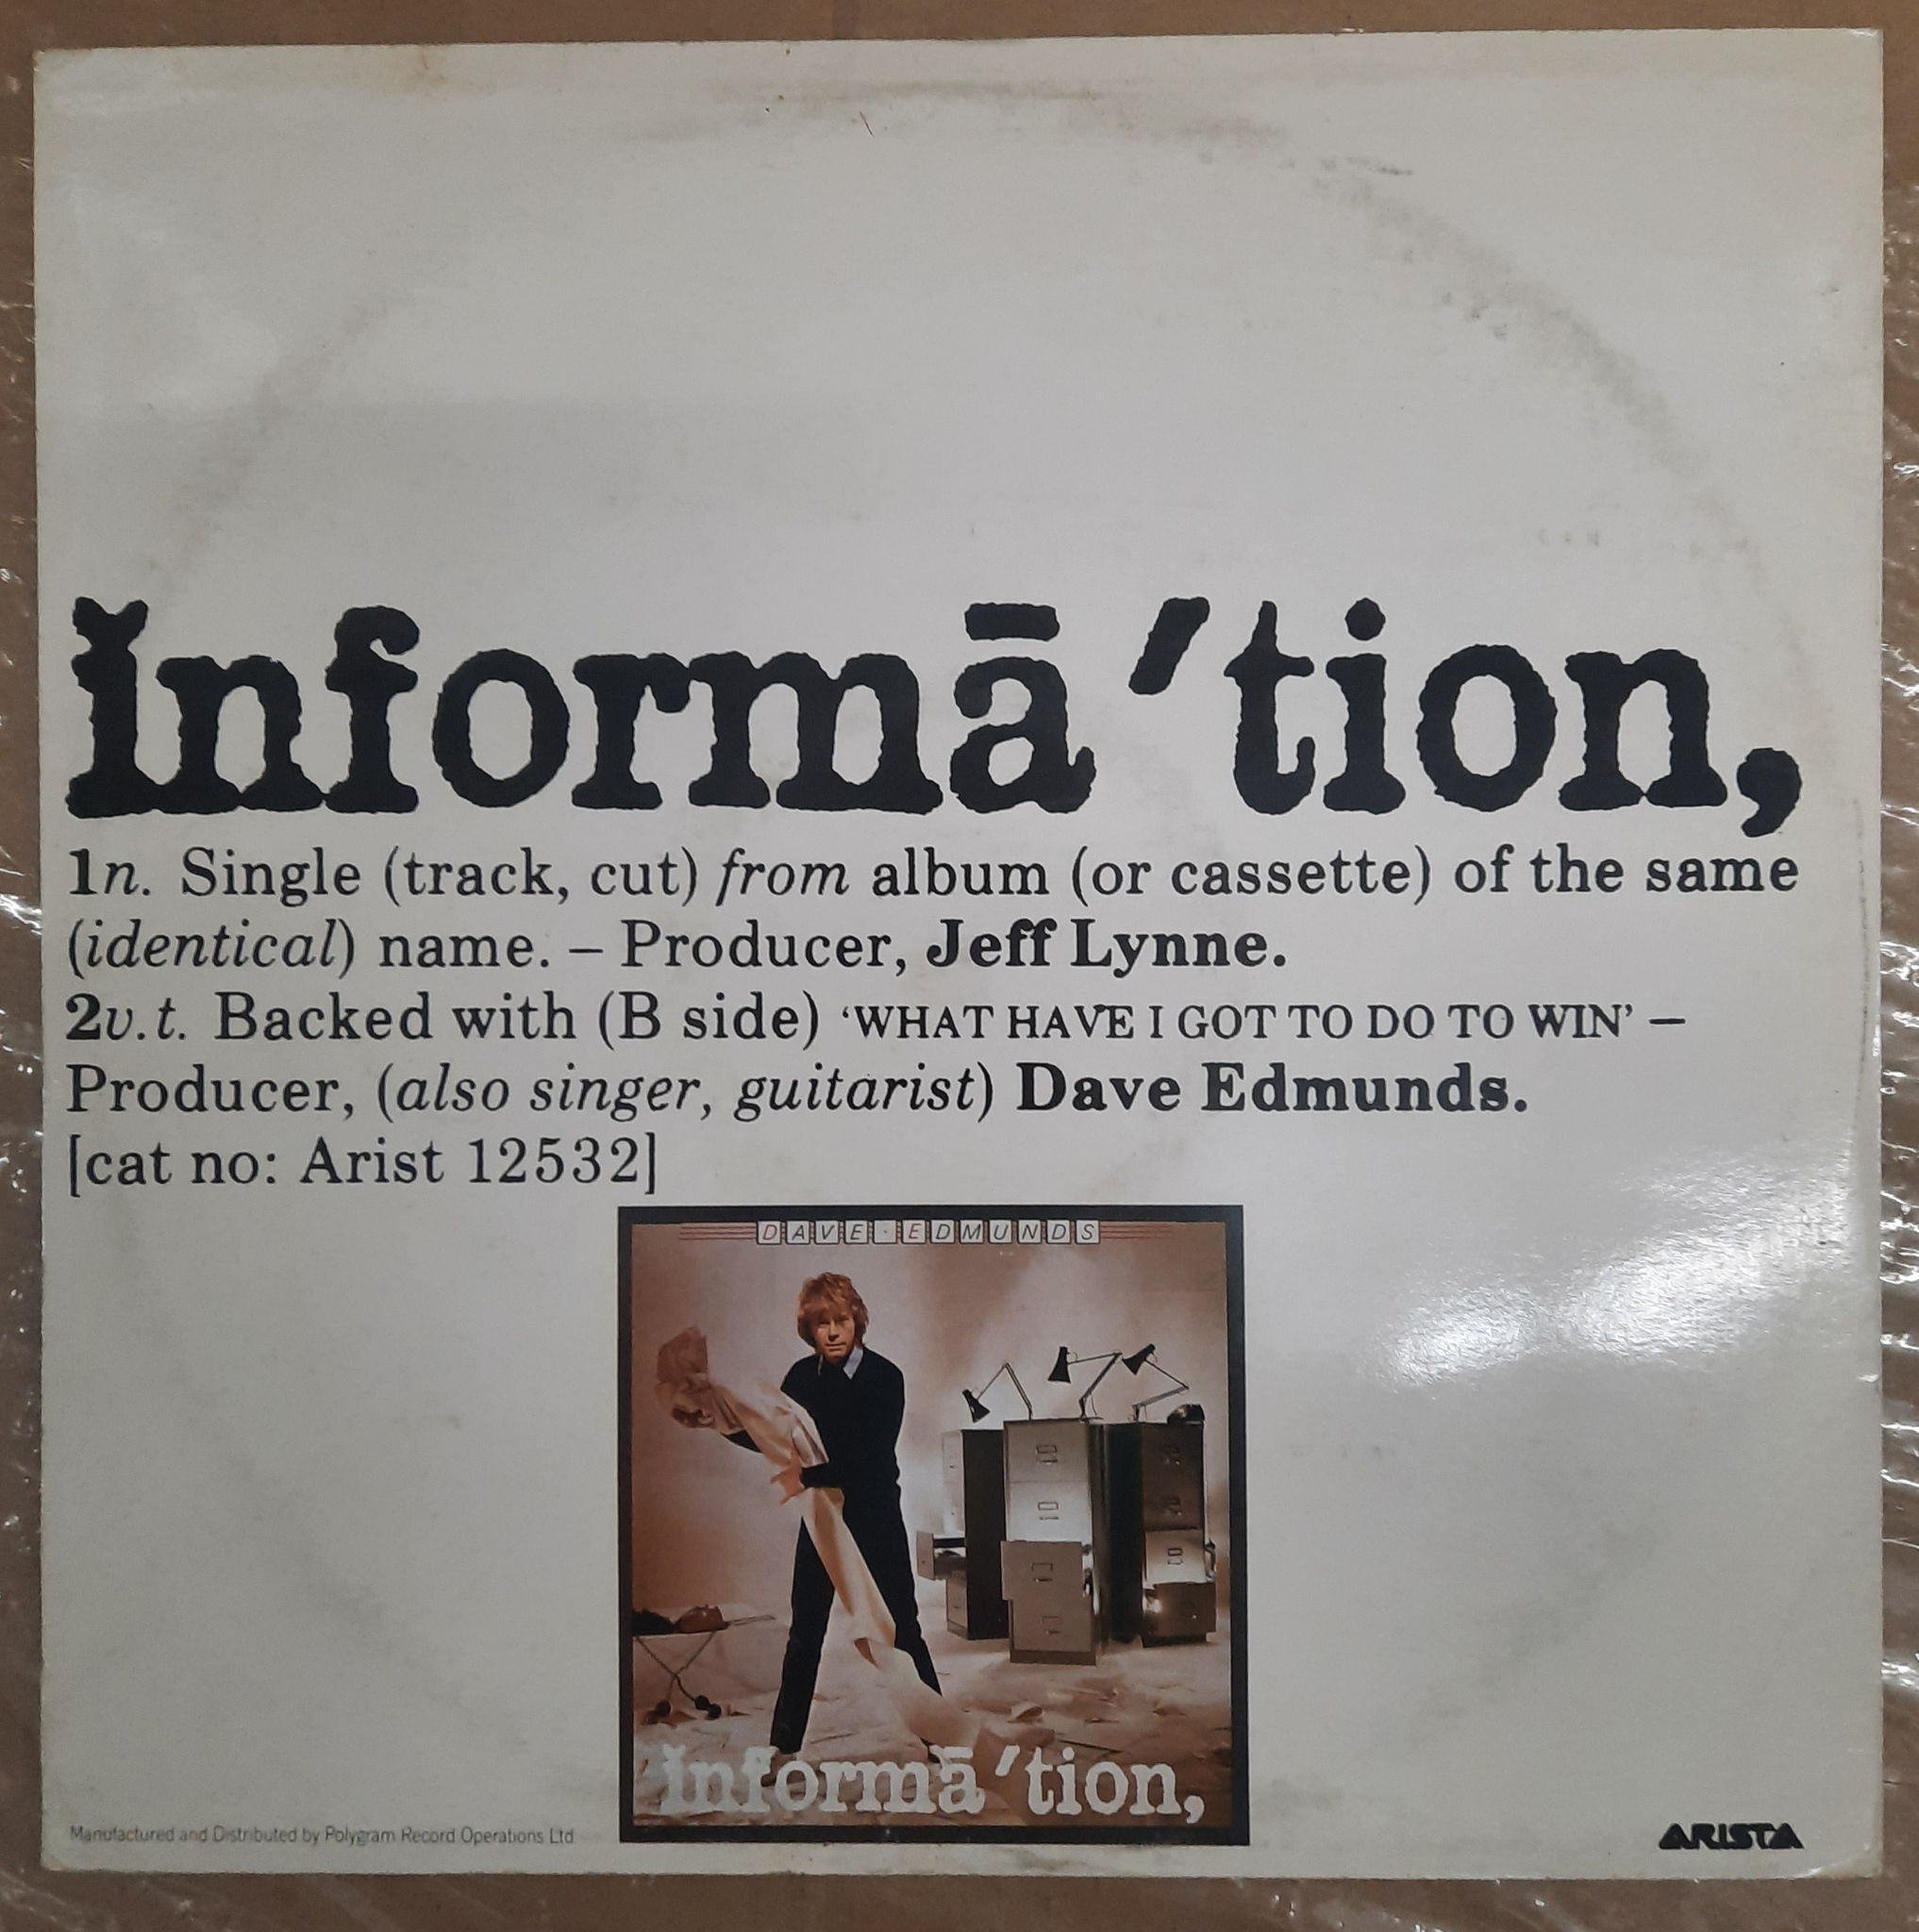 ĭnformā′tion,
1n. Single (track, cut) from album (or cassette) of the same
(identical) name. – Producer, Jeff Lynne.
2v.t. Backed with (B side) ‘WHAT HAVE I GOT TO DO TO WIN’ –
Producer, (also singer, guitarist) Dave Edmunds.
[cat no: Arist 12532]
DAVE·EDMUNDS
ĭnformā′tion,
Manufactured and Distributed by Polygram Record Operations Ltd
ARISTA